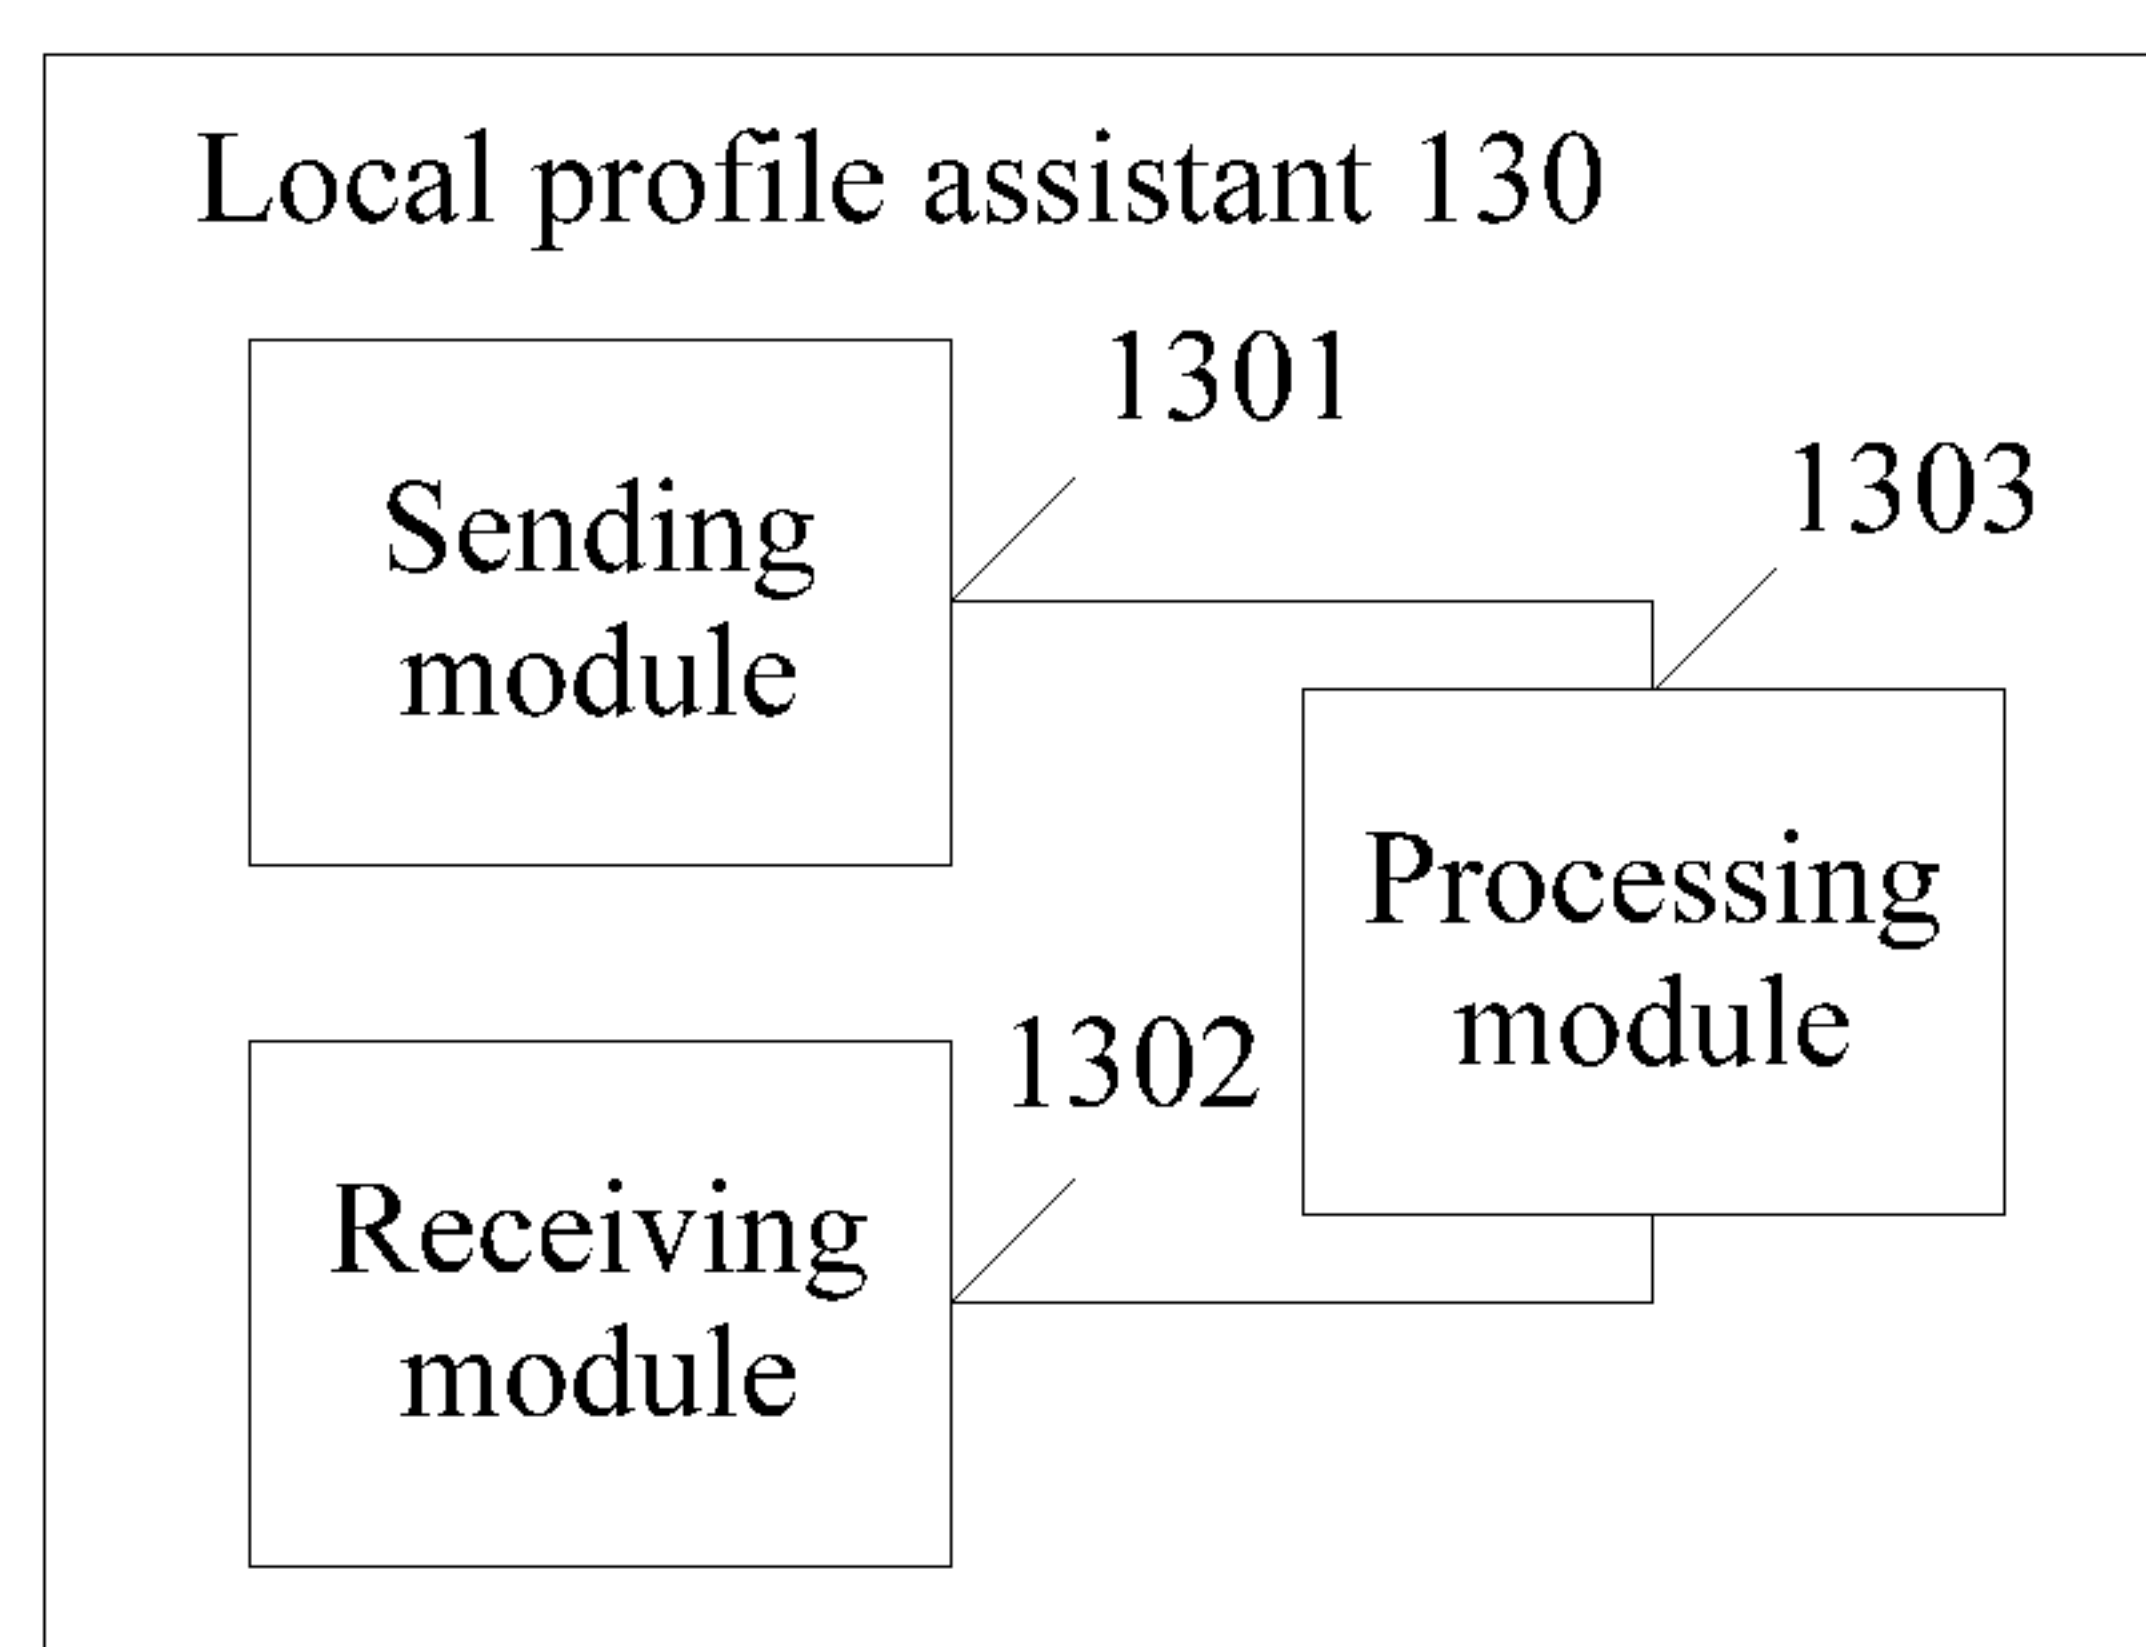 Local profile assistant 130
1301
Sending
module
1303
Processing
module
1302
Receiving
module